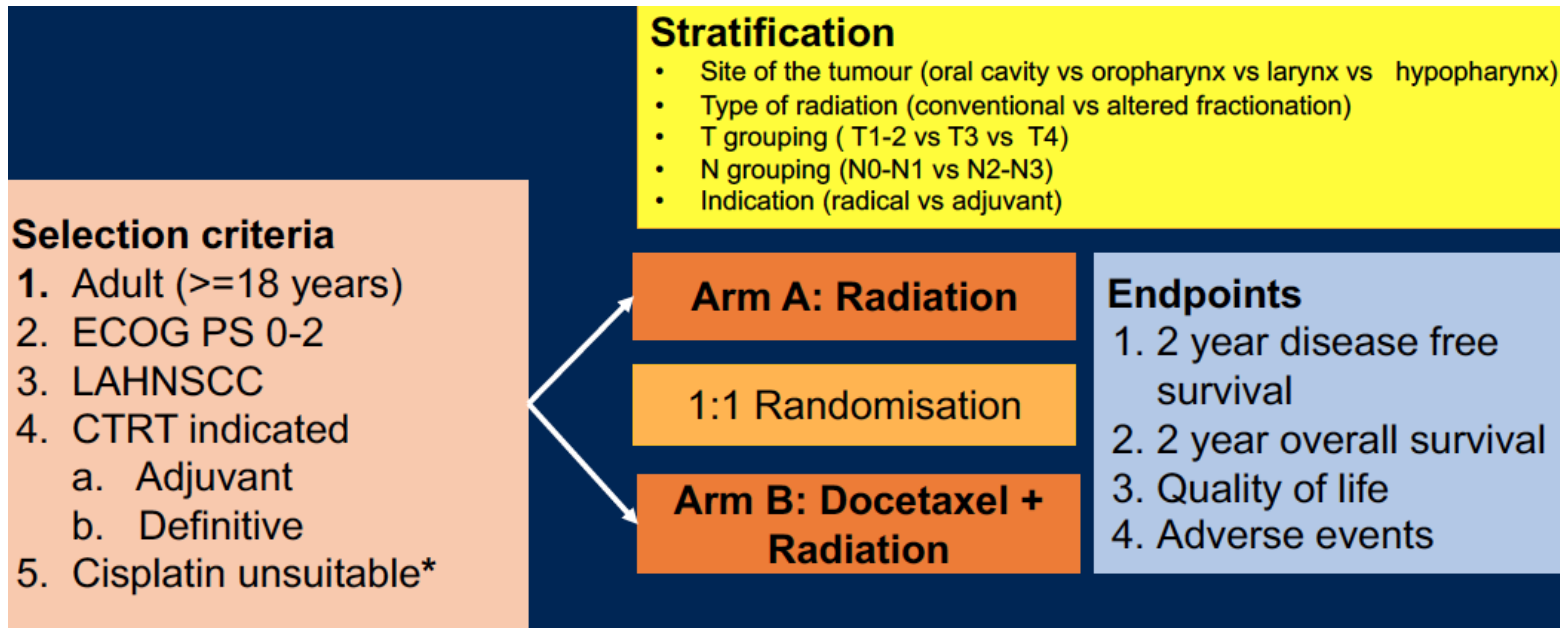 Stratification
• Site of the tumour (oral cavity vs oropharynx vs larynx vs hypopharynx)
• Type of radiation (conventional vs altered fractionation)
• T grouping ( T1-2 vs T3 vs T4)
• N grouping (N0-N1 vs N2-N3)
• Indication (radical vs adjuvant)
Selection criteria
1. Adult (>=18 years)
2. ECOG PS 0-2
3. LAHNSCC
4. CTRT indicated
a. Adjuvant
b. Definitive
5. Cisplatin unsuitable*
Arm A: Radiation
1:1 Randomisation
Arm B: Docetaxel +
Radiation
Endpoints
1. 2 year disease free
survival
2. 2 year overall survival
3. Quality of life
4. Adverse events